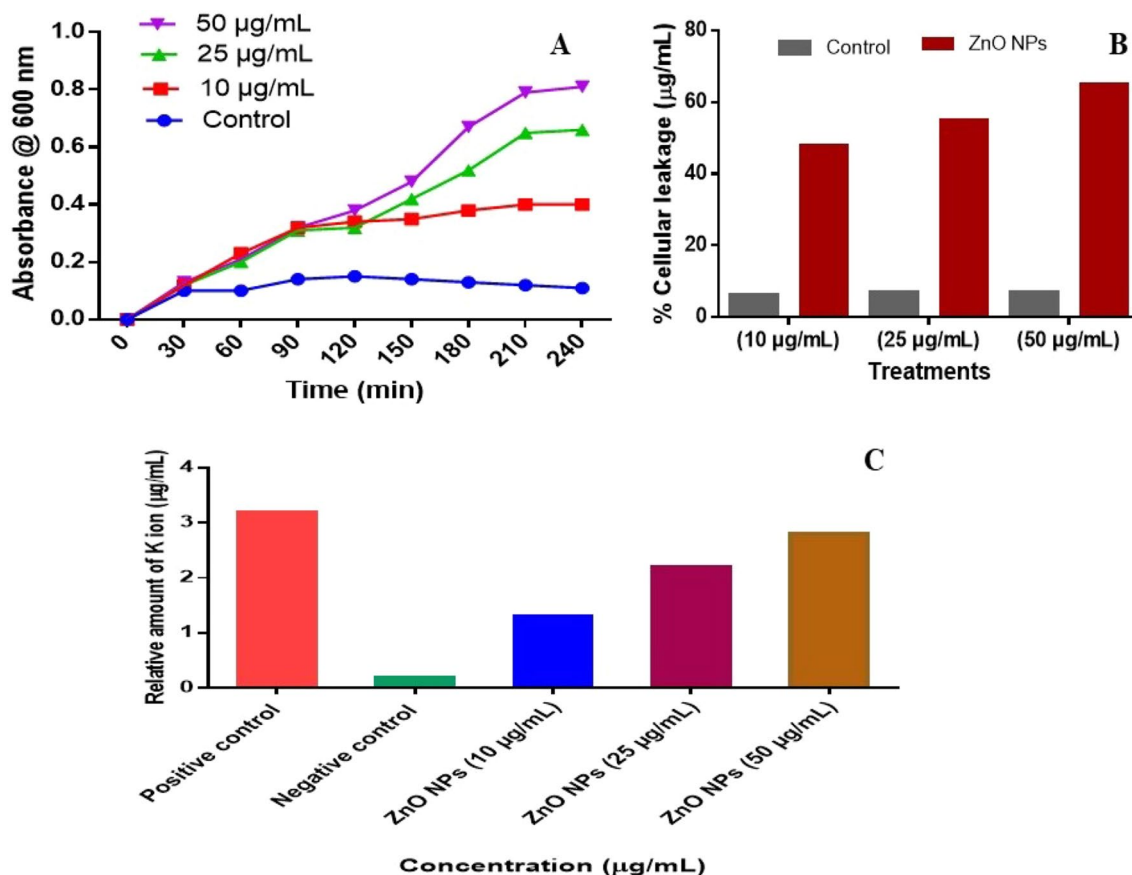 A
50 µg/mL
25 µg/mL
10 µg/mL
Control
Absorbance @ 600 nm
1.0
0.8
0.6
0.4
0.2
0.0
0 30 60 90 120 150 180 210 240
Time (min)
B
Control ZnO NPs
% Cellular leakage (µg/mL)
80
60
40
20
0
(10 µg/mL) (25 µg/mL) (50 µg/mL)
Treatments
C
Relative amount of K ion (µg/mL)
4
3
2
1
0
Positive control
Negative control
ZnO NPs (10 µg/mL)
ZnO NPs (25 µg/mL)
ZnO NPs (50 µg/mL)
Concentration (µg/mL)